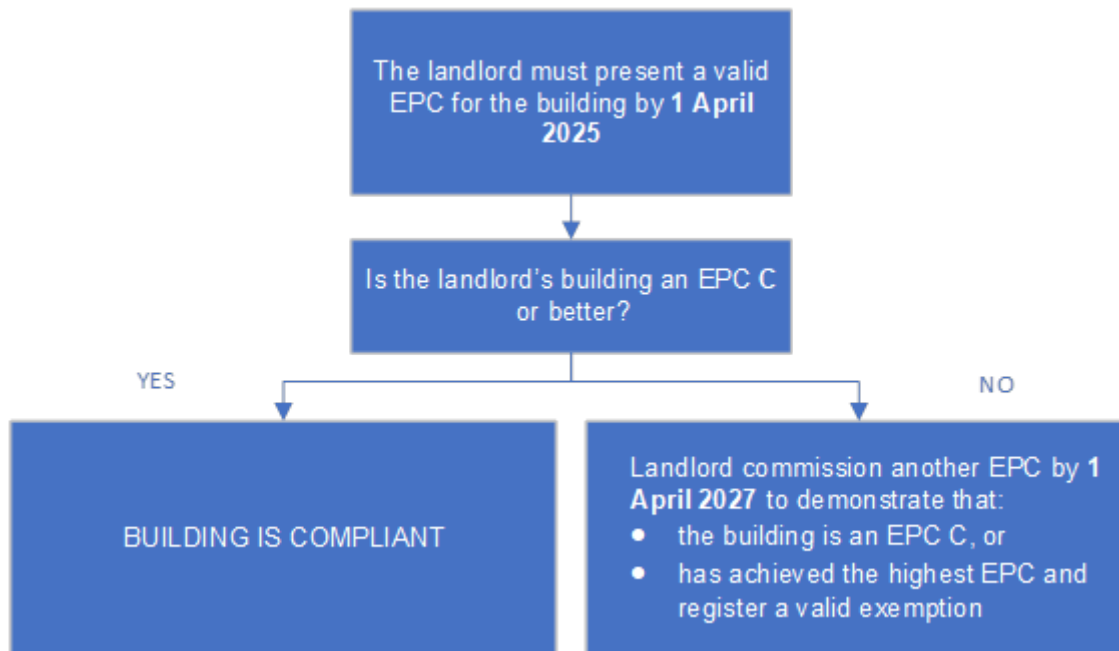 The landlord must present a valid
EPC for the building by 1 April
2025
Is the landlord's building an EPC C
or better?
YES
NO
BUILDING IS COMPLIANT
Landlord commission another EPC by 1
April 2027 to demonstrate that:
● the building is an EPC C, or
● has achieved the highest EPC and
register a valid exemption